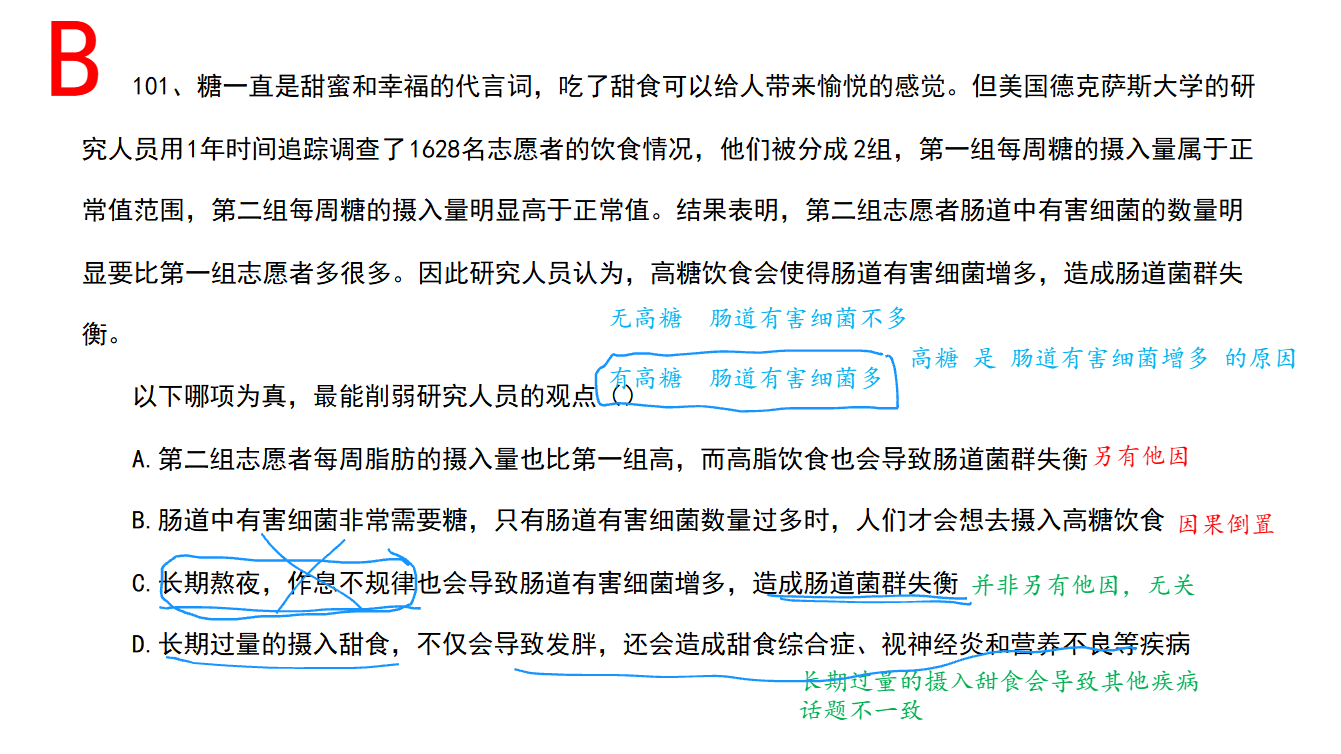 B
101、糖一直是甜蜜和幸福的代言词，吃了甜食可以给人带来愉悦的感觉。但美国德克萨斯大学的研
究人员用1年时间追踪调查了1628名志愿者的饮食情况，他们被分成2组，第一组每周糖的摄入量属于正
常值范围，第二组每周糖的摄入量明显高于正常值。结果表明，第二组志愿者肠道中有害细菌的数量明
显要比第一组志愿者多很多。因此研究人员认为，高糖饮食会使得肠道有害细菌增多，造成肠道菌群失
衡。
无高糖 肠道有害细菌不多
有高糖 肠道有害细菌多
高糖 是 肠道有害细菌增多 的原因
以下哪项为真，最能削弱研究人员的观点（）
A.第二组志愿者每周脂肪的摄入量也比第一组高，而高脂饮食也会导致肠道菌群失衡 另有他因
B.肠道中有害细菌非常需要糖，只有肠道有害细菌数量过多时，人们才会想去摄入高糖饮食 因果倒置
C.长期熬夜，作息不规律也会导致肠道有害细菌增多，造成肠道菌群失衡 并非另有他因，无关
D.长期过量的摄入甜食，不仅会导致发胖，还会造成甜食综合症、视神经炎和营养不良等疾病
长期过量的摄入甜食会导致其他疾病
话题不一致